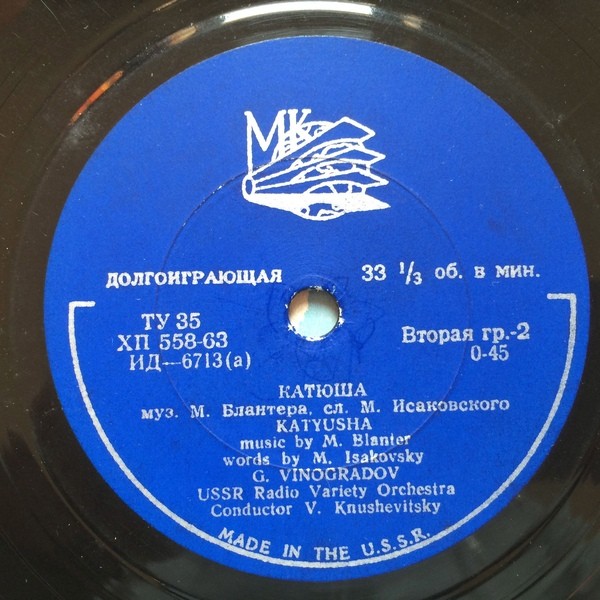 МК
ДОЛГОИГРАЮЩАЯ 33 1/3 об. в мин.
ТУ 35
ХП 558-63
ИД—6713(а)
Вторая гр.-2
0-45
КАТЮША
муз. М. Блантера, сл. М. Исаковского
KATYUSHA
music by M. Blanter
words by M. Isakovsky
G. VINOGRADOV
USSR Radio Variety Orchestra
Conductor V. Knushevitsky
MADE IN THE U.S.S.R.